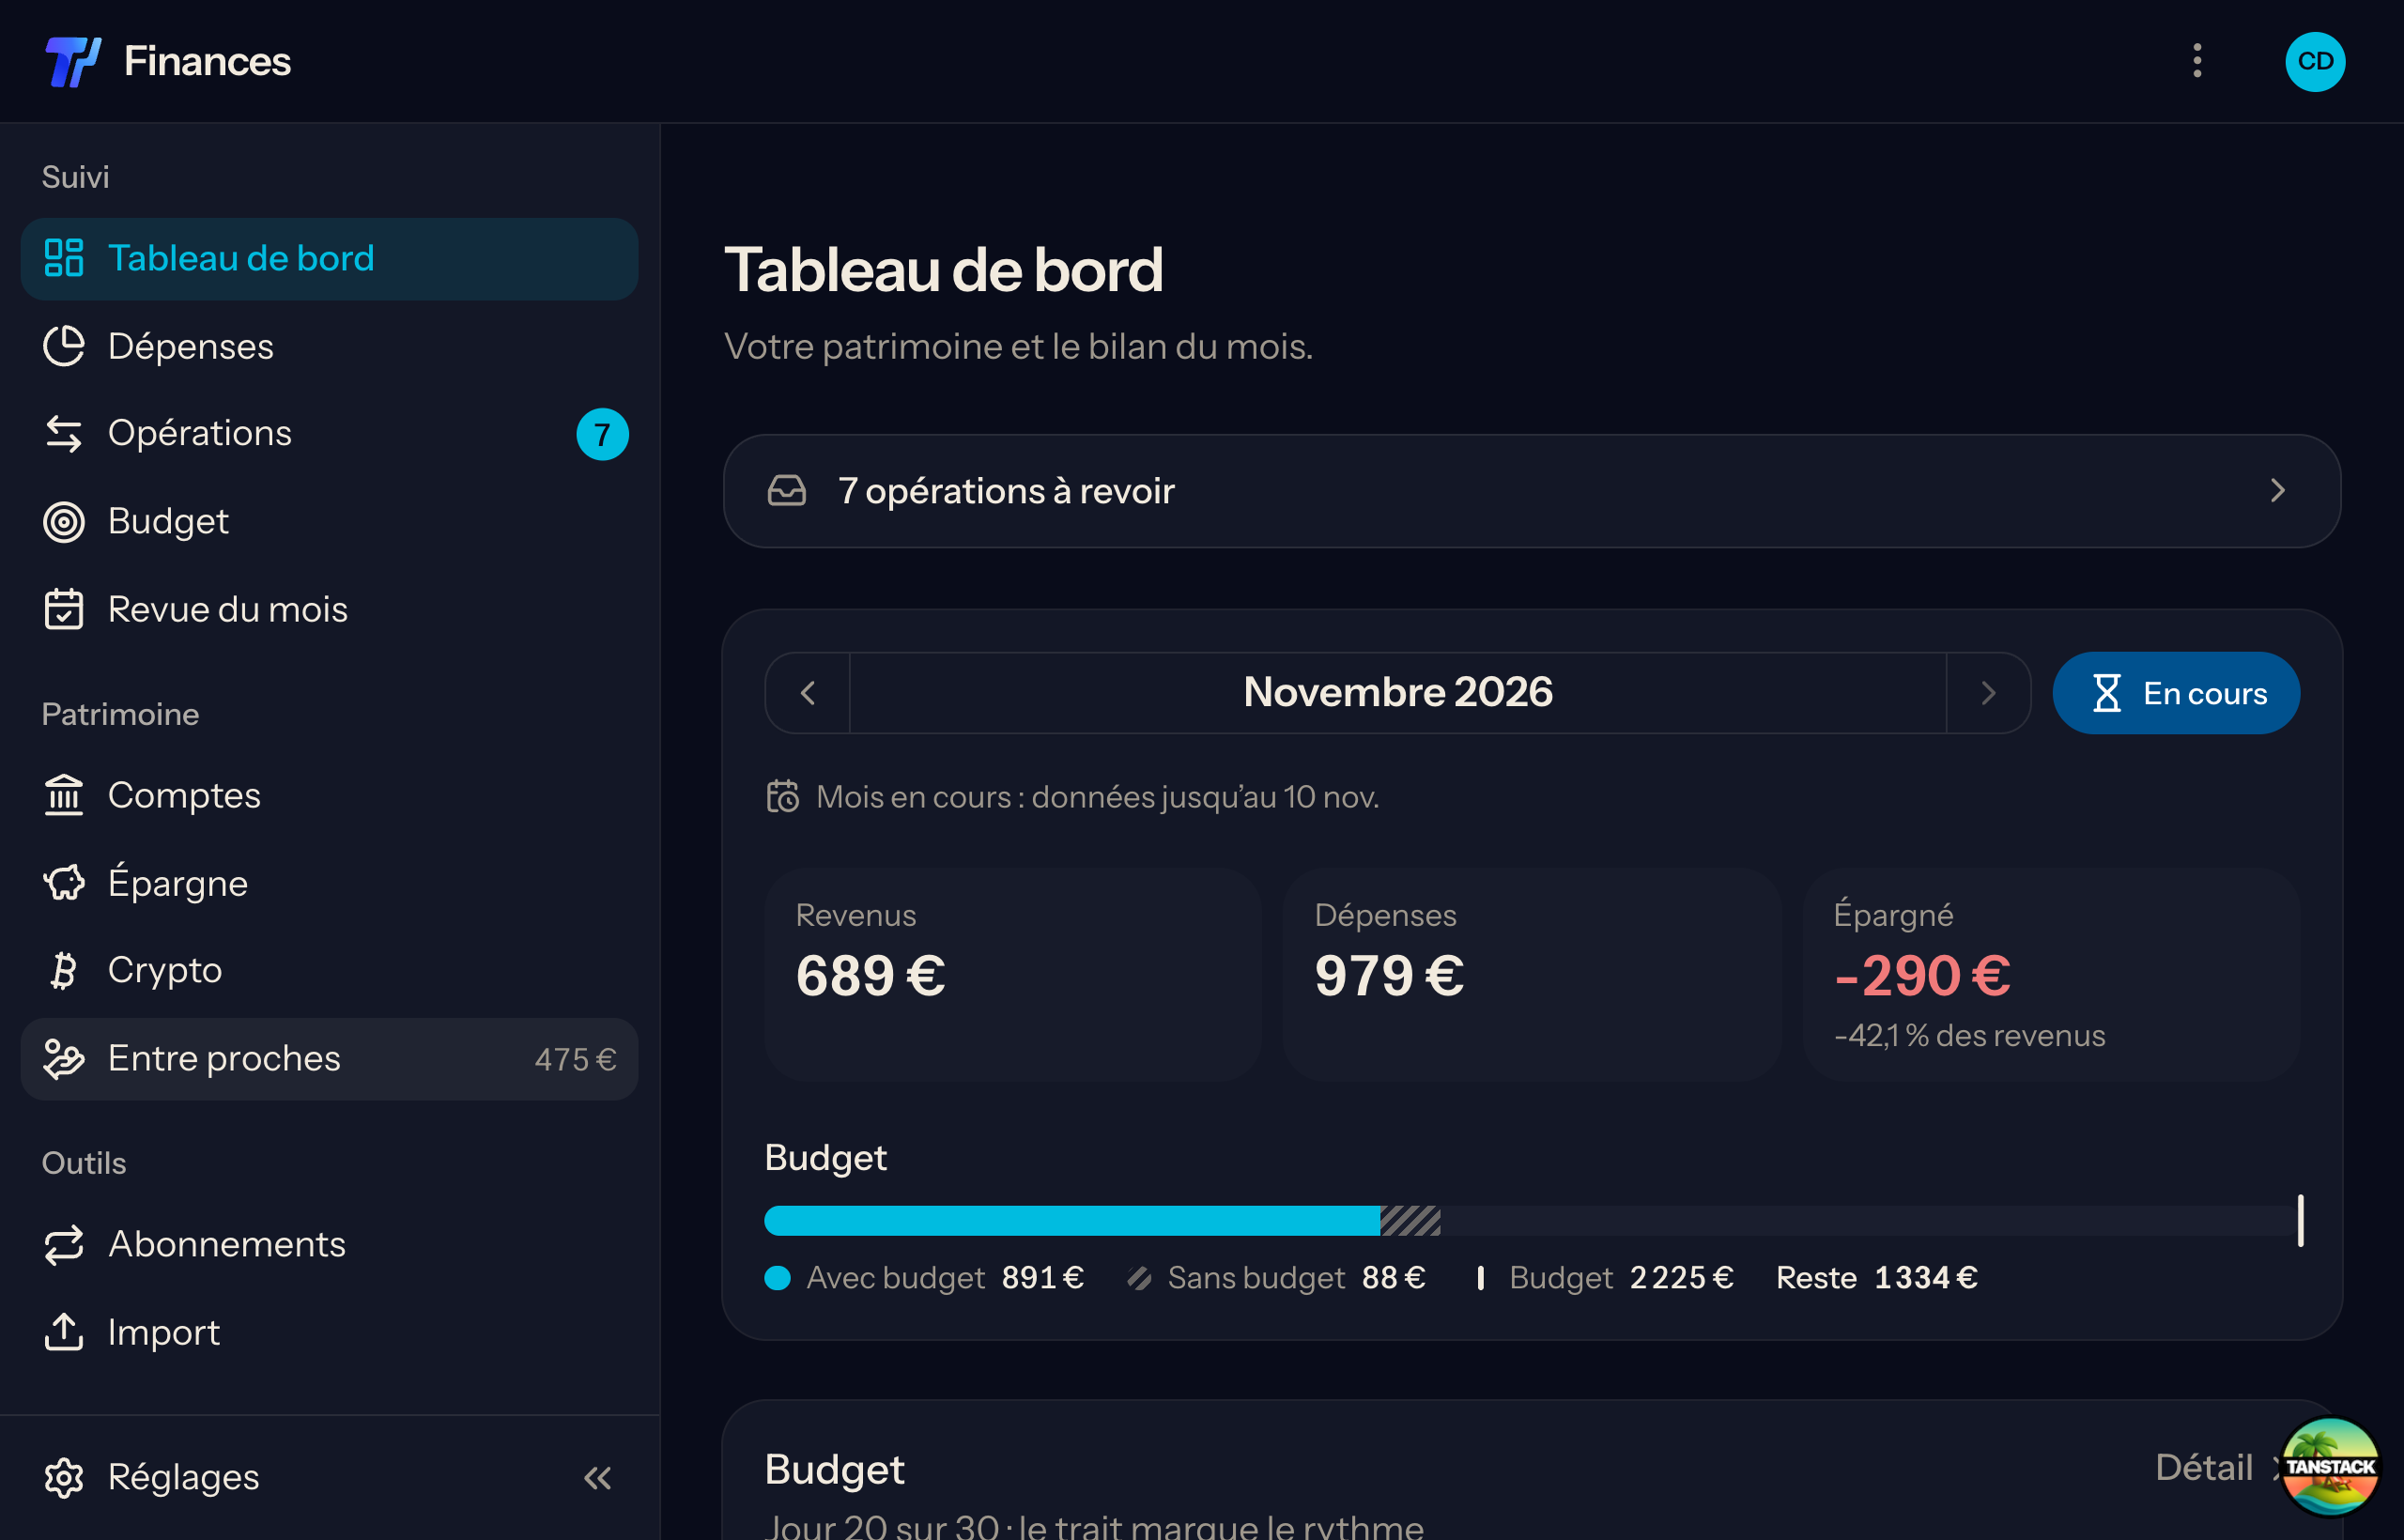 Finances
CD
Suivi
Tableau de bord
Dépenses
Opérations 7
Budget
Revue du mois
Patrimoine
Comptes
Épargne
Crypto
Entre proches 475 €
Outils
Abonnements
Import
Réglages
Tableau de bord
Votre patrimoine et le bilan du mois.
7 opérations à revoir
Novembre 2026
En cours
Mois en cours : données jusqu’au 10 nov.
Revenus
689 €
Dépenses
979 €
Épargné
-290 €
-42,1 % des revenus
Budget
Avec budget 891 € Sans budget 88 € Budget 2 225 € Reste 1 334 €
Budget
Détail
TANSTACK
Jour 20 sur 30 · le trait marque le rythme